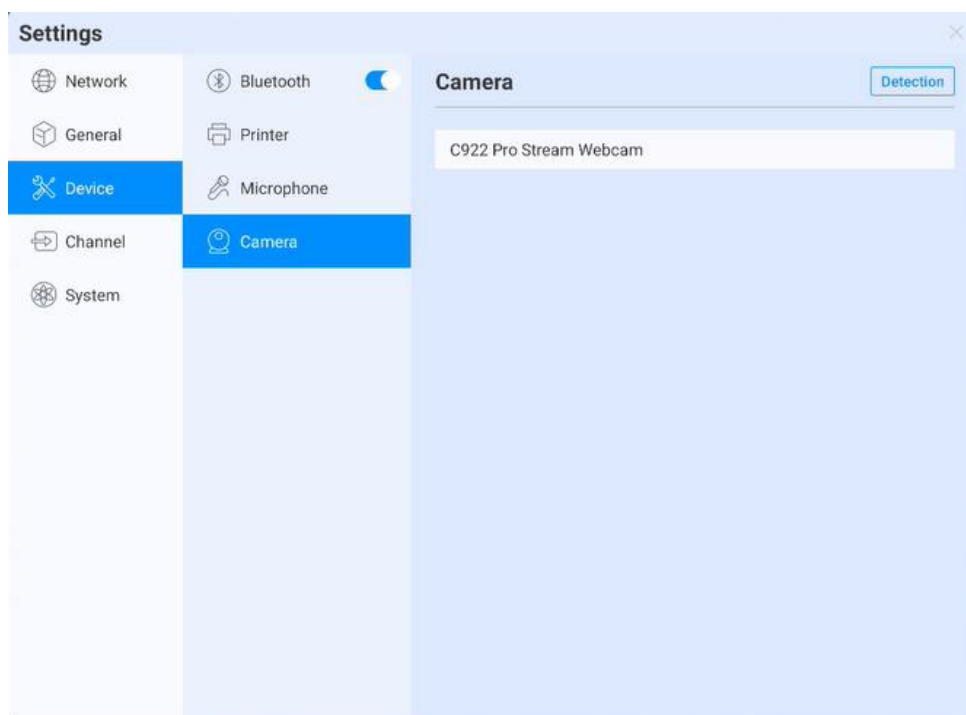 Settings
Network
General
Device
Channel
System
Bluetooth
Printer
Microphone
Camera
Camera
Detection
C922 Pro Stream Webcam